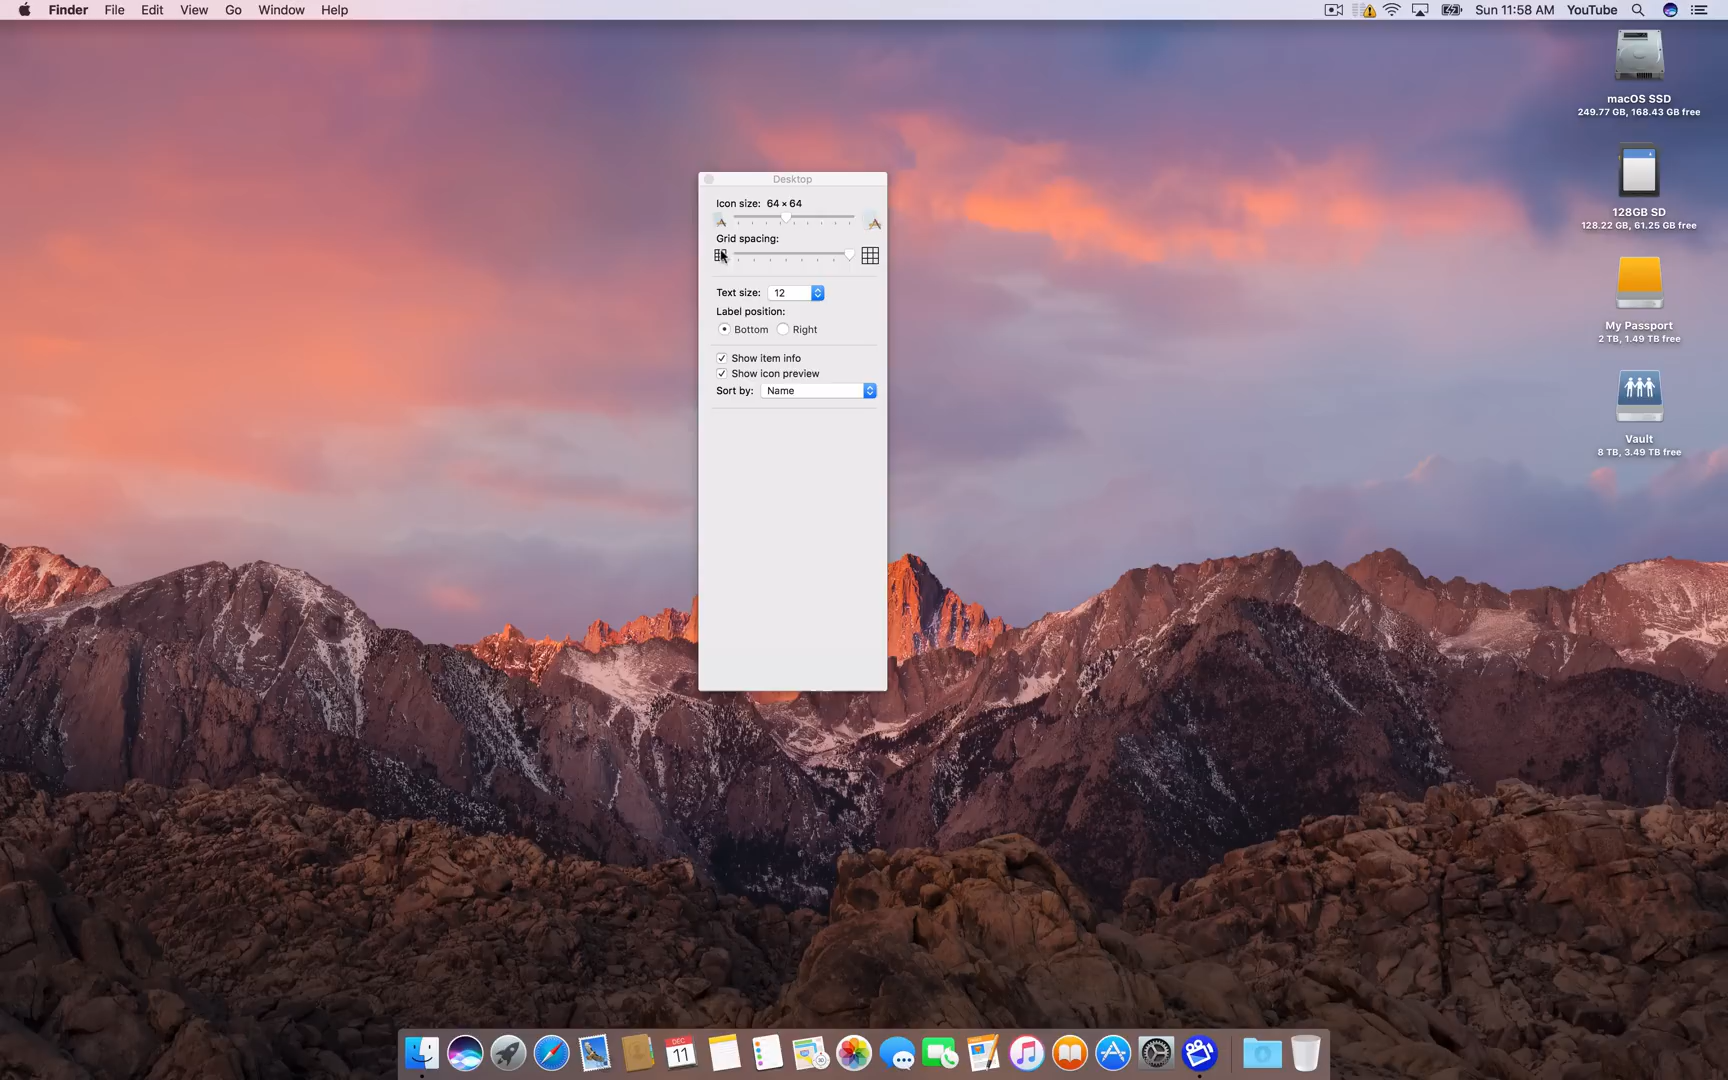 Finder File Edit View Go Window Help
Sun 11:58 AM YouTube
macOS SSD
249.77 GB, 168.43 GB free
128GB SD
128.22 GB, 61.25 GB free
My Passport
2 TB, 1.49 TB free
Vault
8 TB, 3.49 TB free
Desktop
Icon size: 64 × 64
Grid spacing:
Text size: 12
Label position:
Bottom Right
Show item info
Show icon preview
Sort by: Name
DEC
11